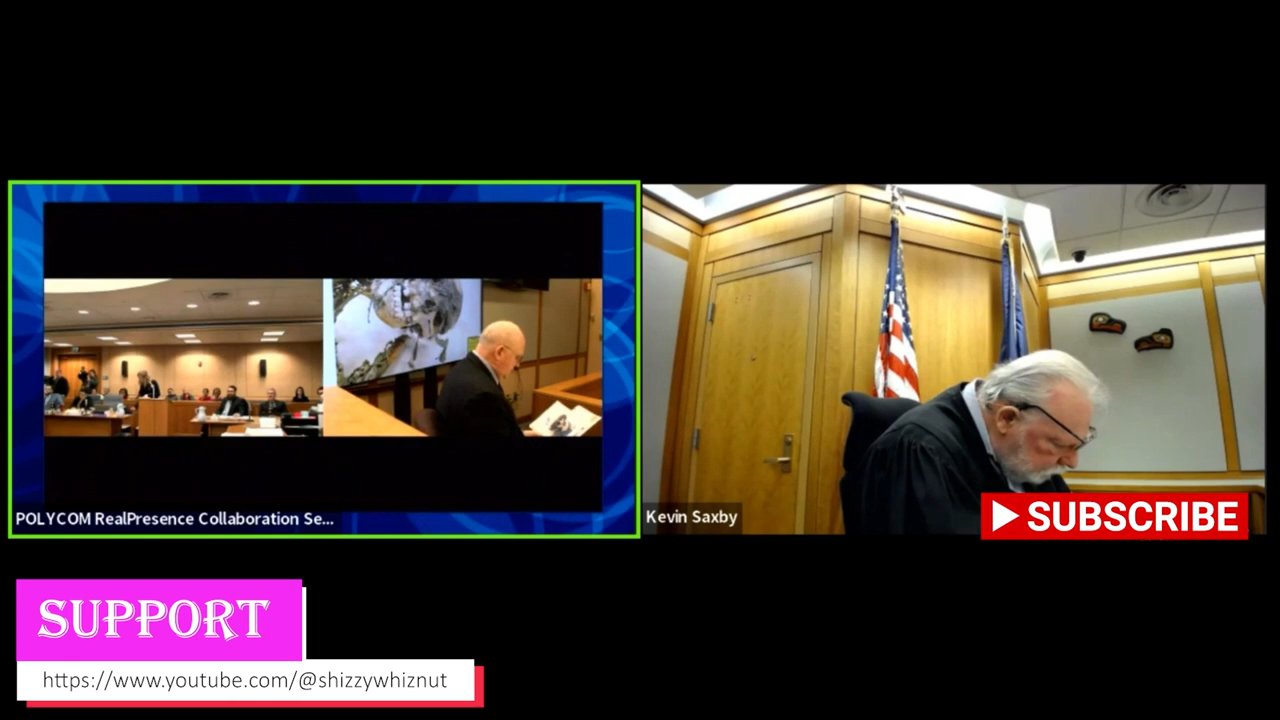 POLYCOM RealPresence Collaboration Se...
Kevin Saxby
SUBSCRIBE
SUPPORT
https://www.youtube.com/@shizzywhiznut